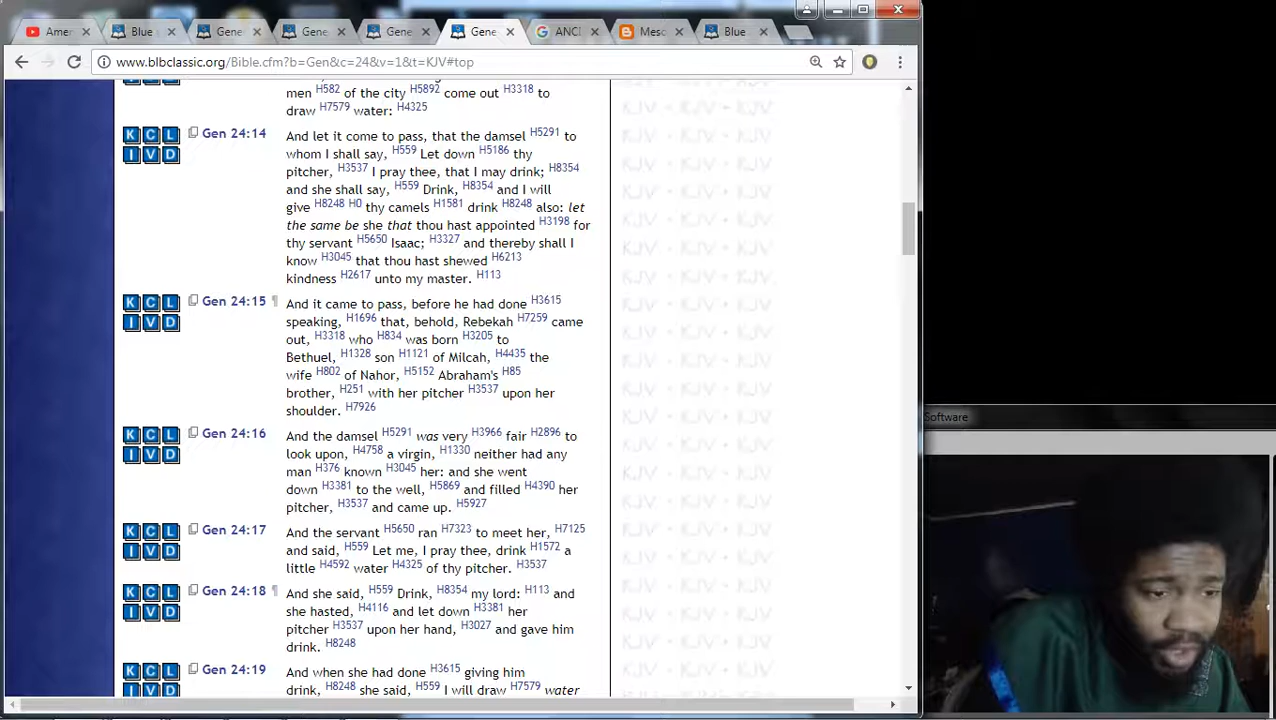 Amer
Blue
Gene
Gene
Gene
Gene
ANCI
Meso
Blue
www.blbclassic.org/Bible.cfm?b=Gen&c=24&v=1&t=KJV#top
men H582 of the city H5892 come out H3318 to
draw H7579 water: H4325
K C L
I V D
Gen 24:14
And let it come to pass, that the damsel H5291 to
whom I shall say, H559 Let down H5186 thy
pitcher, H3537 I pray thee, that I may drink; H8354
and she shall say, H559 Drink, H8354 and I will
give H8248 H0 thy camels H1581 drink H8248 also: let
the same be she that thou hast appointed H3198 for
thy servant H5650 Isaac; H3327 and thereby shall I
know H3045 that thou hast shewed H6213
kindness H2617 unto my master. H113
K C L
I V D
Gen 24:15 ¶
And it came to pass, before he had done H3615
speaking, H1696 that, behold, Rebekah H7259 came
out, H3318 who H834 was born H3205 to
Bethuel, H1328 son H1121 of Milcah, H4435 the
wife H802 of Nahor, H5152 Abraham's H85
brother, H251 with her pitcher H3537 upon her
shoulder. H7926
K C L
I V D
Gen 24:16
And the damsel H5291 was very H3966 fair H2896 to
look upon, H4758 a virgin, H1330 neither had any
man H376 known H3045 her: and she went
down H3381 to the well, H5869 and filled H4390 her
pitcher, H3537 and came up. H5927
K C L
I V D
Gen 24:17
And the servant H5650 ran H7323 to meet her, H7125
and said, H559 Let me, I pray thee, drink H1572 a
little H4592 water H4325 of thy pitcher. H3537
K C L
I V D
Gen 24:18 ¶
And she said, H559 Drink, H8354 my lord: H113 and
she hasted, H4116 and let down H3381 her
pitcher H3537 upon her hand, H3027 and gave him
drink. H8248
K C L
I V D
Gen 24:19
And when she had done H3615 giving him
drink, H8248 she said, H559 I will draw H7579 water
Software